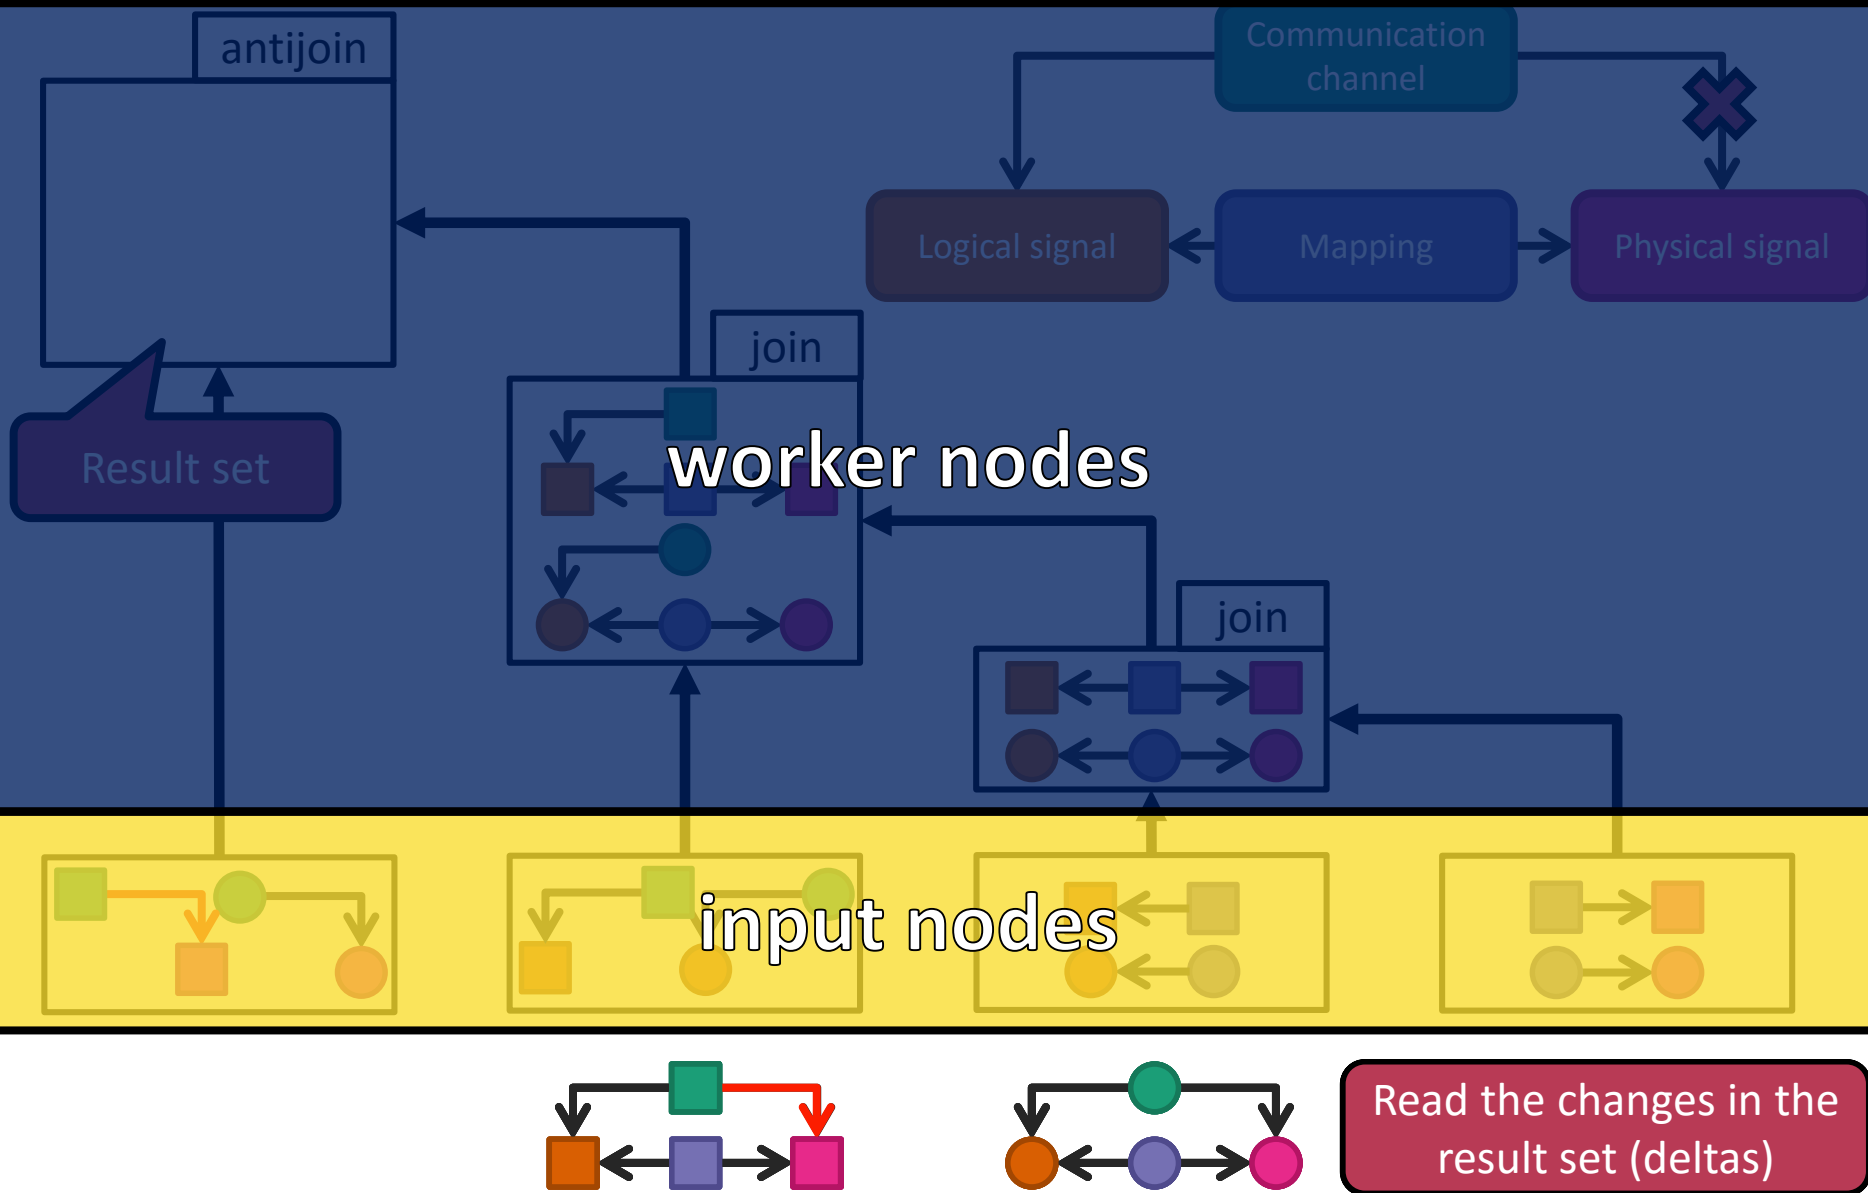 antijoin
Communication
channel
Logical signal
Mapping
Physical signal
join
Result set
worker nodes
join
input nodes
Read the changes in the
result set (deltas)